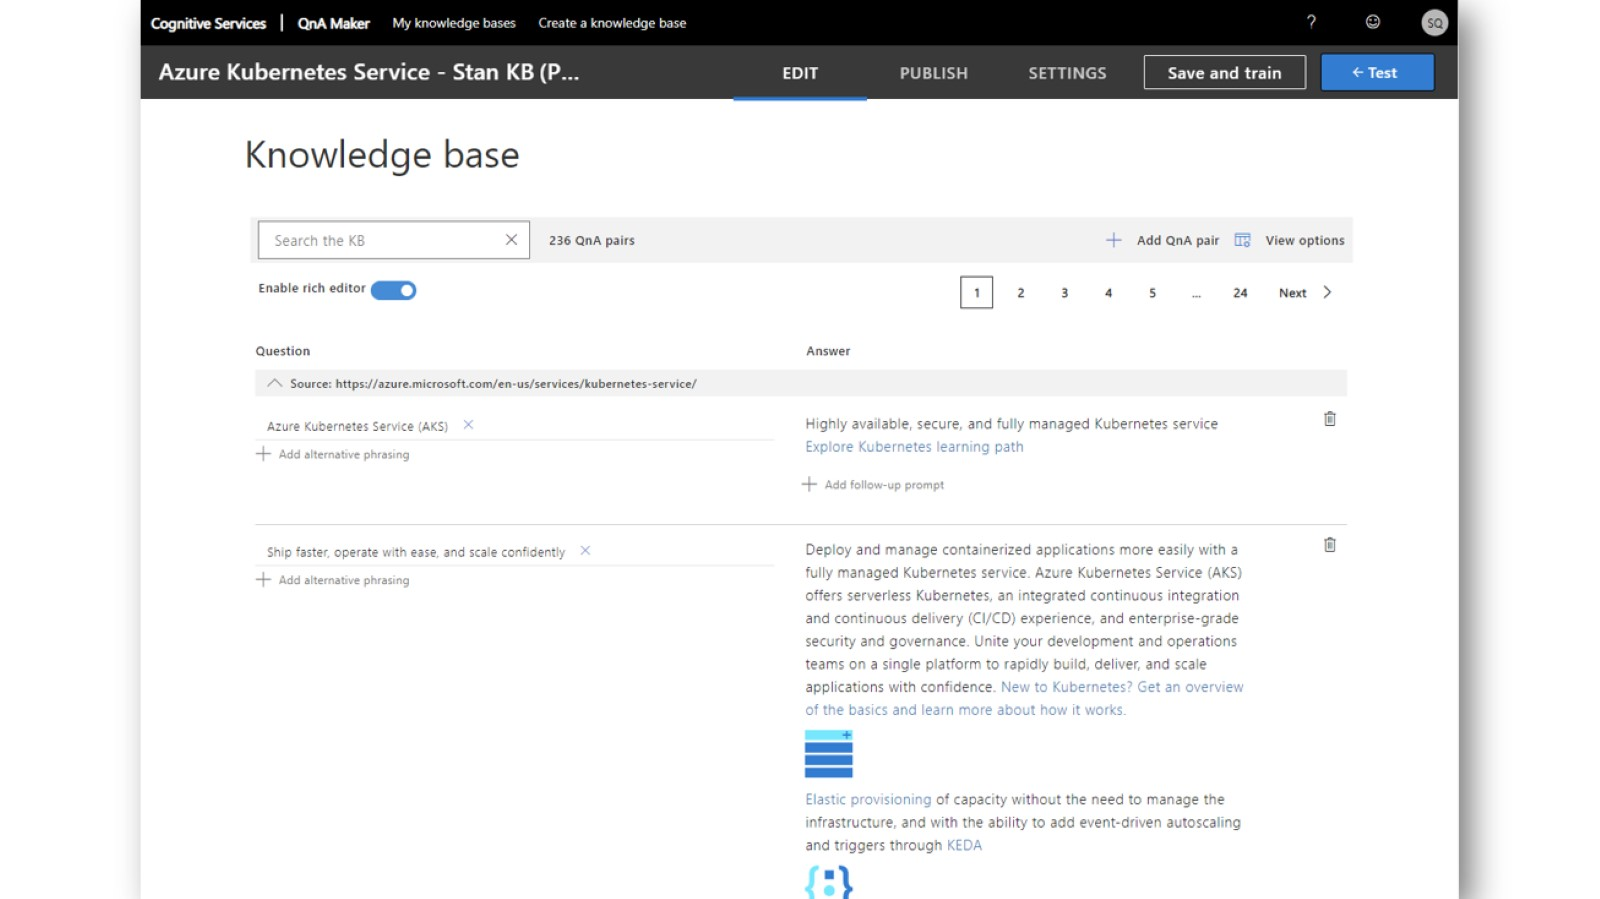 Cognitive Services | QnA Maker My knowledge bases Create a knowledge base ? SQ
Azure Kubernetes Service - Stan KB (P... EDIT PUBLISH SETTINGS Save and train ← Test
Knowledge base
Search the KB 236 QnA pairs Add QnA pair View options
Enable rich editor 1 2 3 4 5 ... 24 Next
Question Answer
Source: https://azure.microsoft.com/en-us/services/kubernetes-service/
Azure Kubernetes Service (AKS)
Add alternative phrasing
Highly available, secure, and fully managed Kubernetes service
Explore Kubernetes learning path
Add follow-up prompt
Ship faster, operate with ease, and scale confidently
Add alternative phrasing
Deploy and manage containerized applications more easily with a
fully managed Kubernetes service. Azure Kubernetes Service (AKS)
offers serverless Kubernetes, an integrated continuous integration
and continuous delivery (CI/CD) experience, and enterprise-grade
security and governance. Unite your development and operations
teams on a single platform to rapidly build, deliver, and scale
applications with confidence. New to Kubernetes? Get an overview
of the basics and learn more about how it works.
Elastic provisioning of capacity without the need to manage the
infrastructure, and with the ability to add event-driven autoscaling
and triggers through KEDA